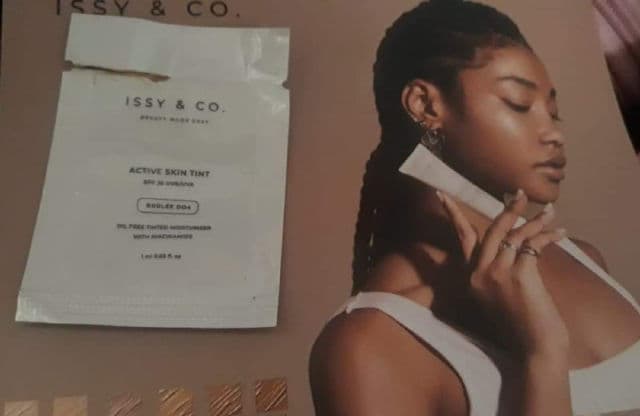 ISSY & CO.
ISSY & CO.
BEAUTY MADE EASY
ACTIVE SKIN TINT
SPF 30 UVB/UVA
BRÛLÉE D04
OIL FREE TINTED MOISTURISER
WITH NIACINAMIDE